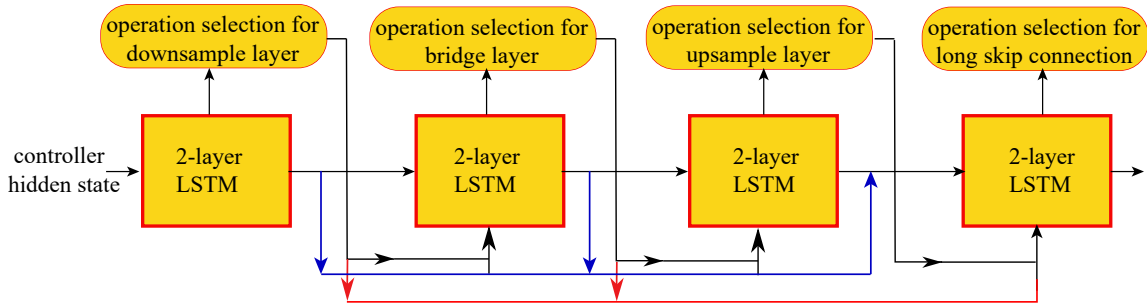 operation selection for
downsample layer
operation selection for
bridge layer
operation selection for
upsample layer
operation selection for
long skip connection
controller
hidden state
2-layer
LSTM
2-layer
LSTM
2-layer
LSTM
2-layer
LSTM